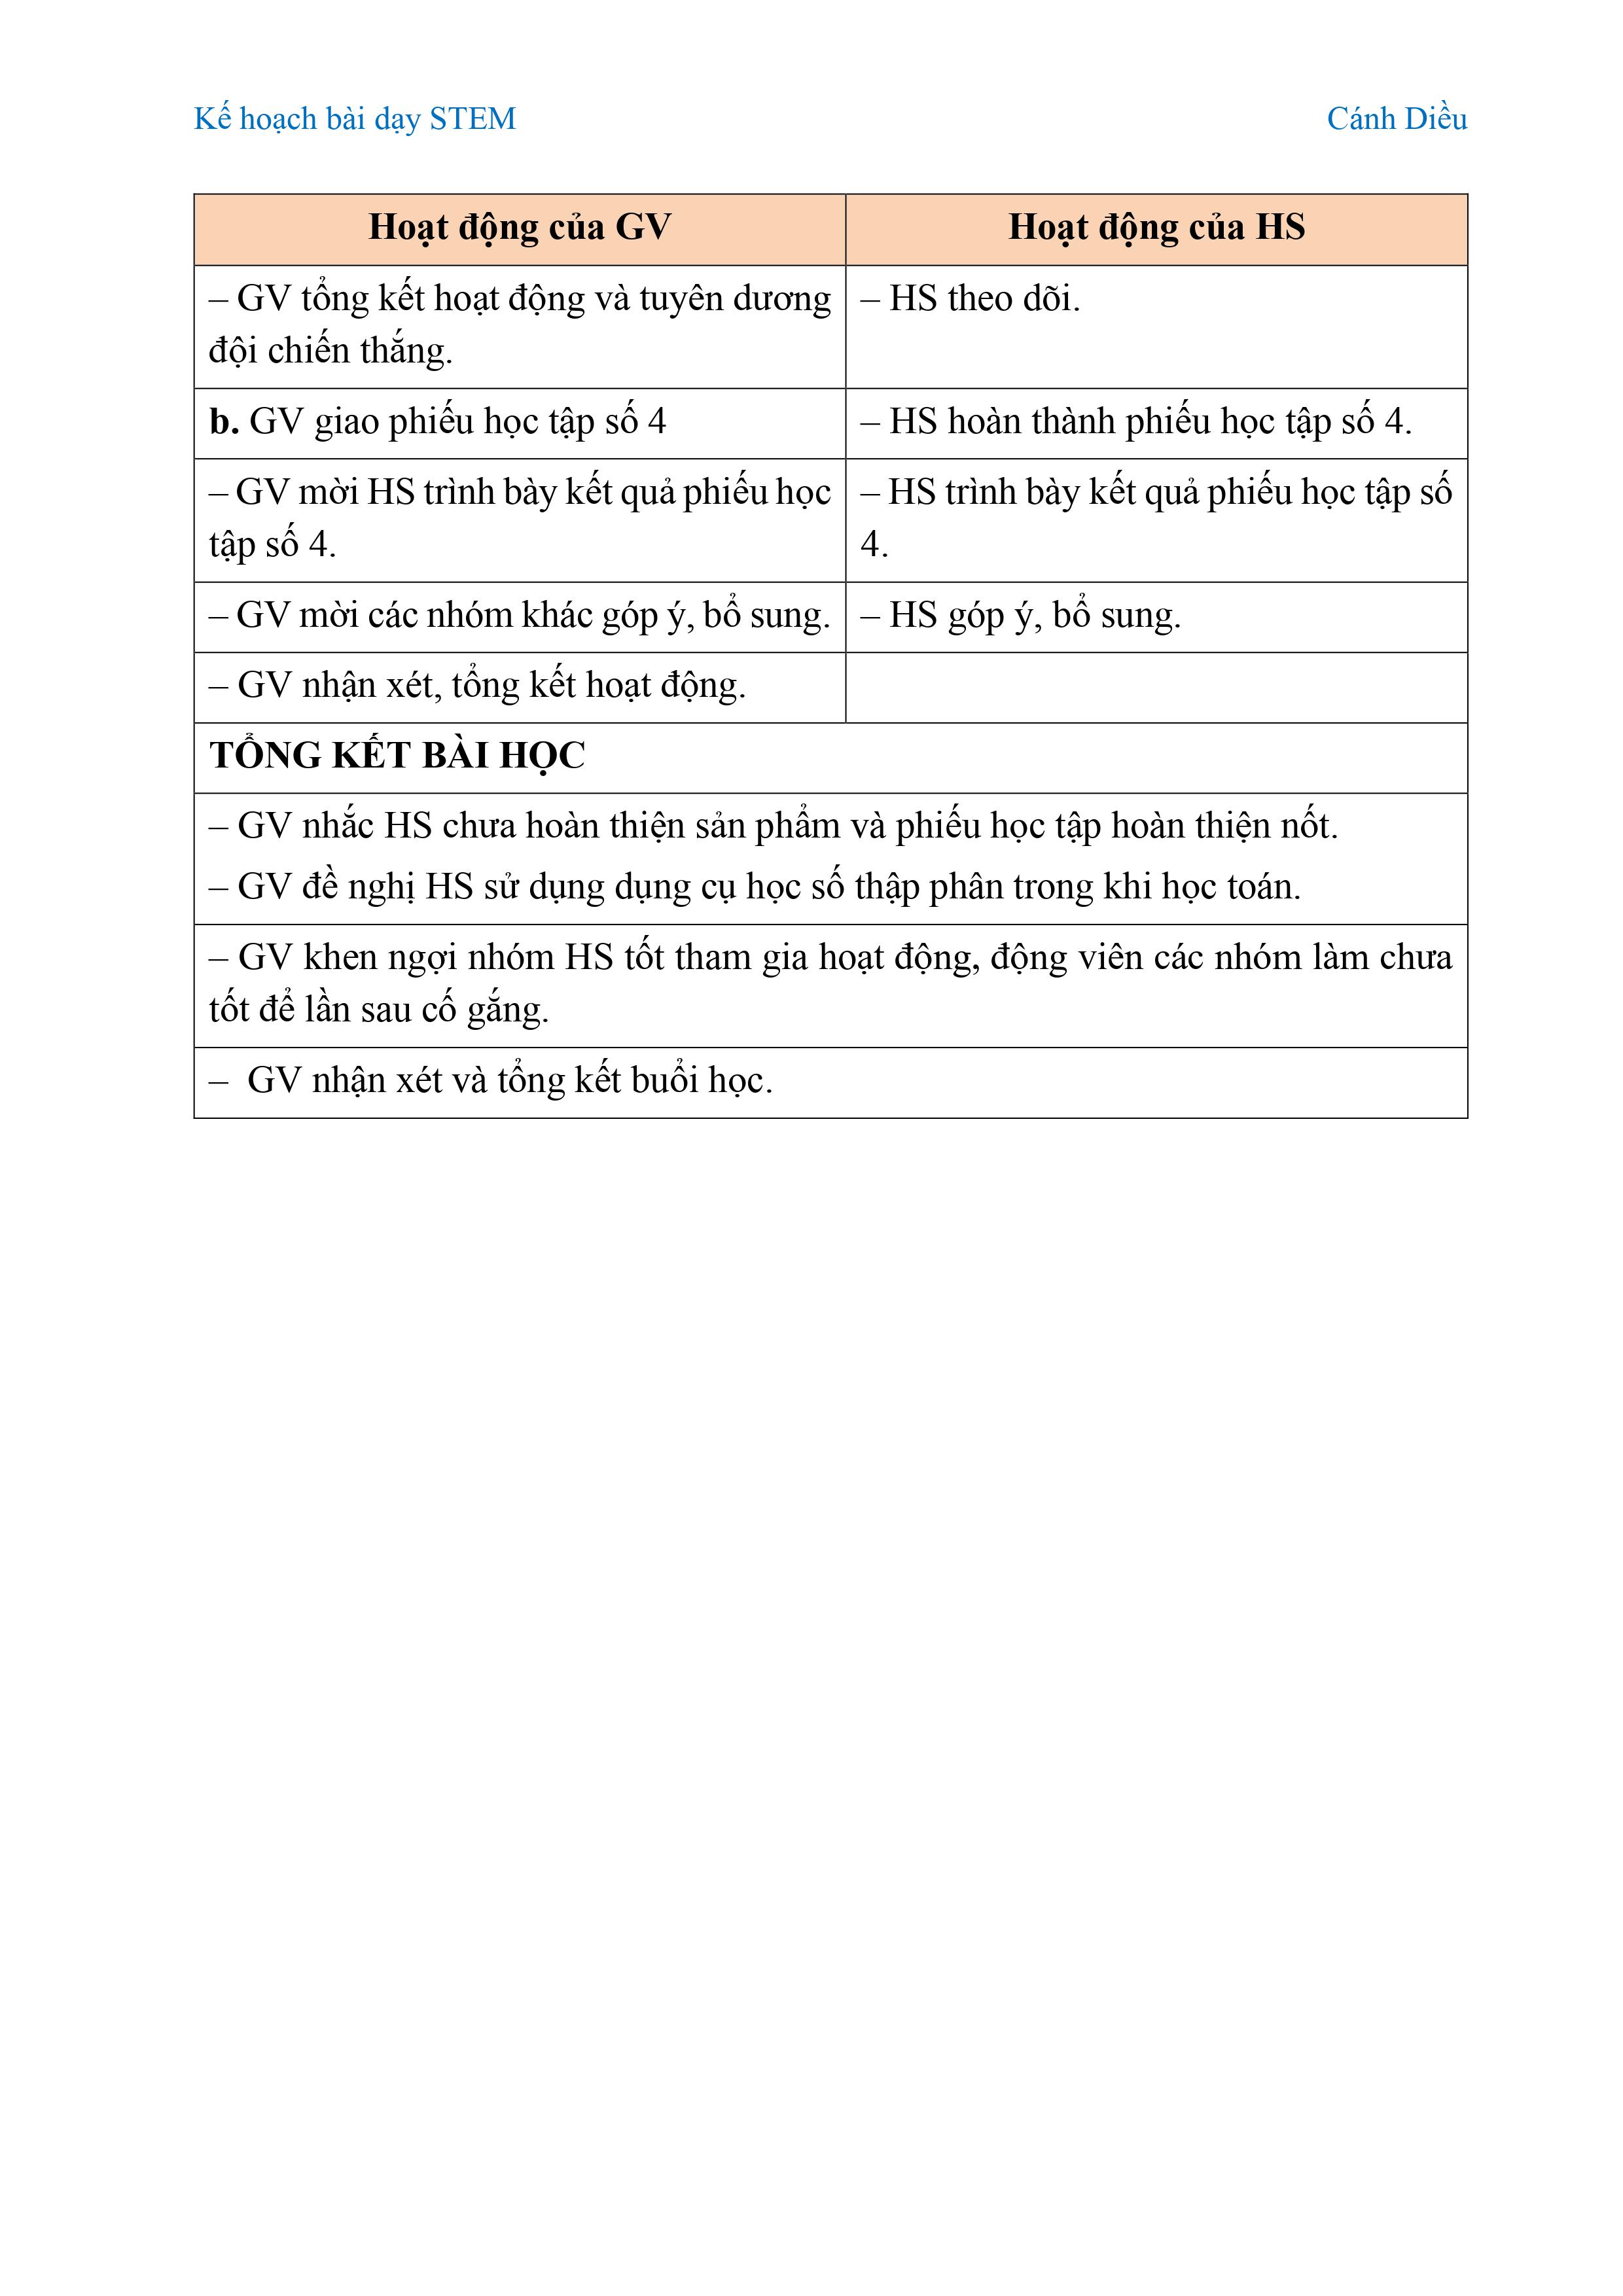 Kế hoạch bài dạy STEM
Cánh Diều
Hoạt động của GV
Hoạt động của HS
– GV tổng kết hoạt động và tuyên dương
đội chiến thắng.
– HS theo dõi.
b. GV giao phiếu học tập số 4
– HS hoàn thành phiếu học tập số 4.
– GV mời HS trình bày kết quả phiếu học
tập số 4.
– HS trình bày kết quả phiếu học tập số
4.
– GV mời các nhóm khác góp ý, bổ sung.
– HS góp ý, bổ sung.
– GV nhận xét, tổng kết hoạt động.
TỔNG KẾT BÀI HỌC
– GV nhắc HS chưa hoàn thiện sản phẩm và phiếu học tập hoàn thiện nốt.
– GV đề nghị HS sử dụng dụng cụ học số thập phân trong khi học toán.
– GV khen ngợi nhóm HS tốt tham gia hoạt động, động viên các nhóm làm chưa
tốt để lần sau cố gắng.
– GV nhận xét và tổng kết buổi học.